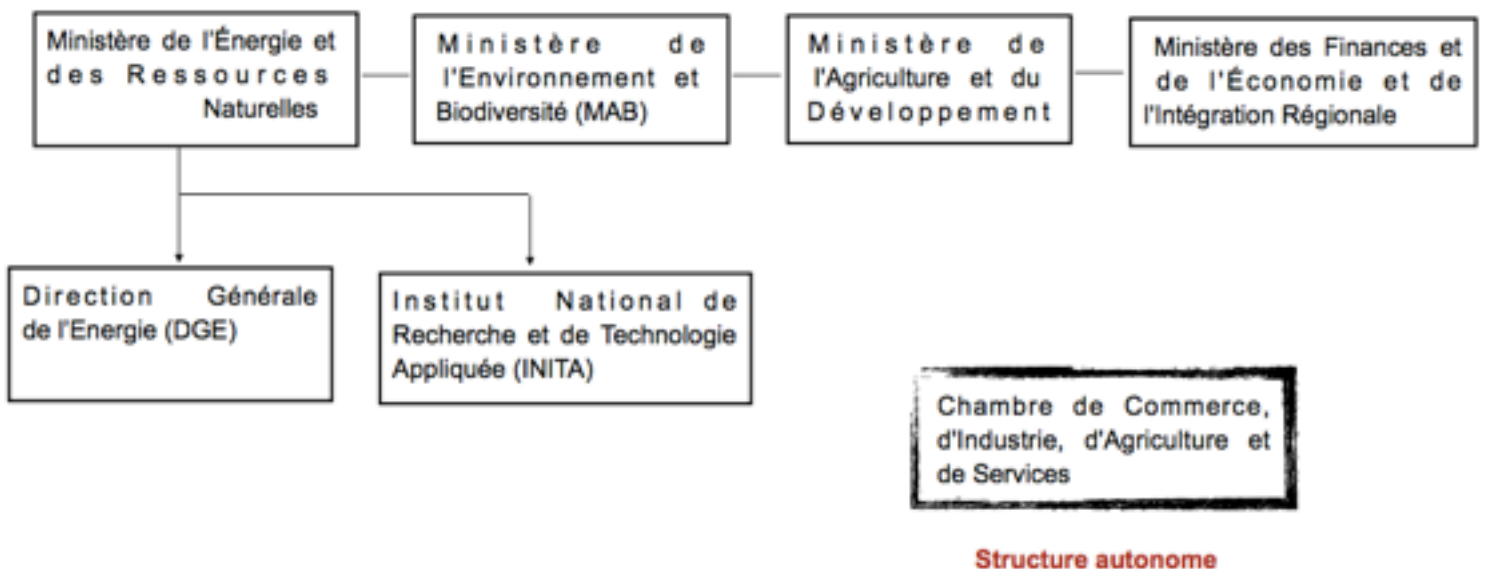 Ministère de l'Énergie et
des Ressources
Naturelles
Ministère de
l'Environnement et
Biodiversité (MAB)
Ministère de
l'Agriculture et du
Développement
Ministère des Finances et
de l'Économie et de
l'Intégration Régionale
Direction Générale
de l'Energie (DGE)
Institut National de
Recherche et de Technologie
Appliquée (INITA)
Chambre de Commerce,
d'Industrie, d'Agriculture et
de Services
Structure autonome